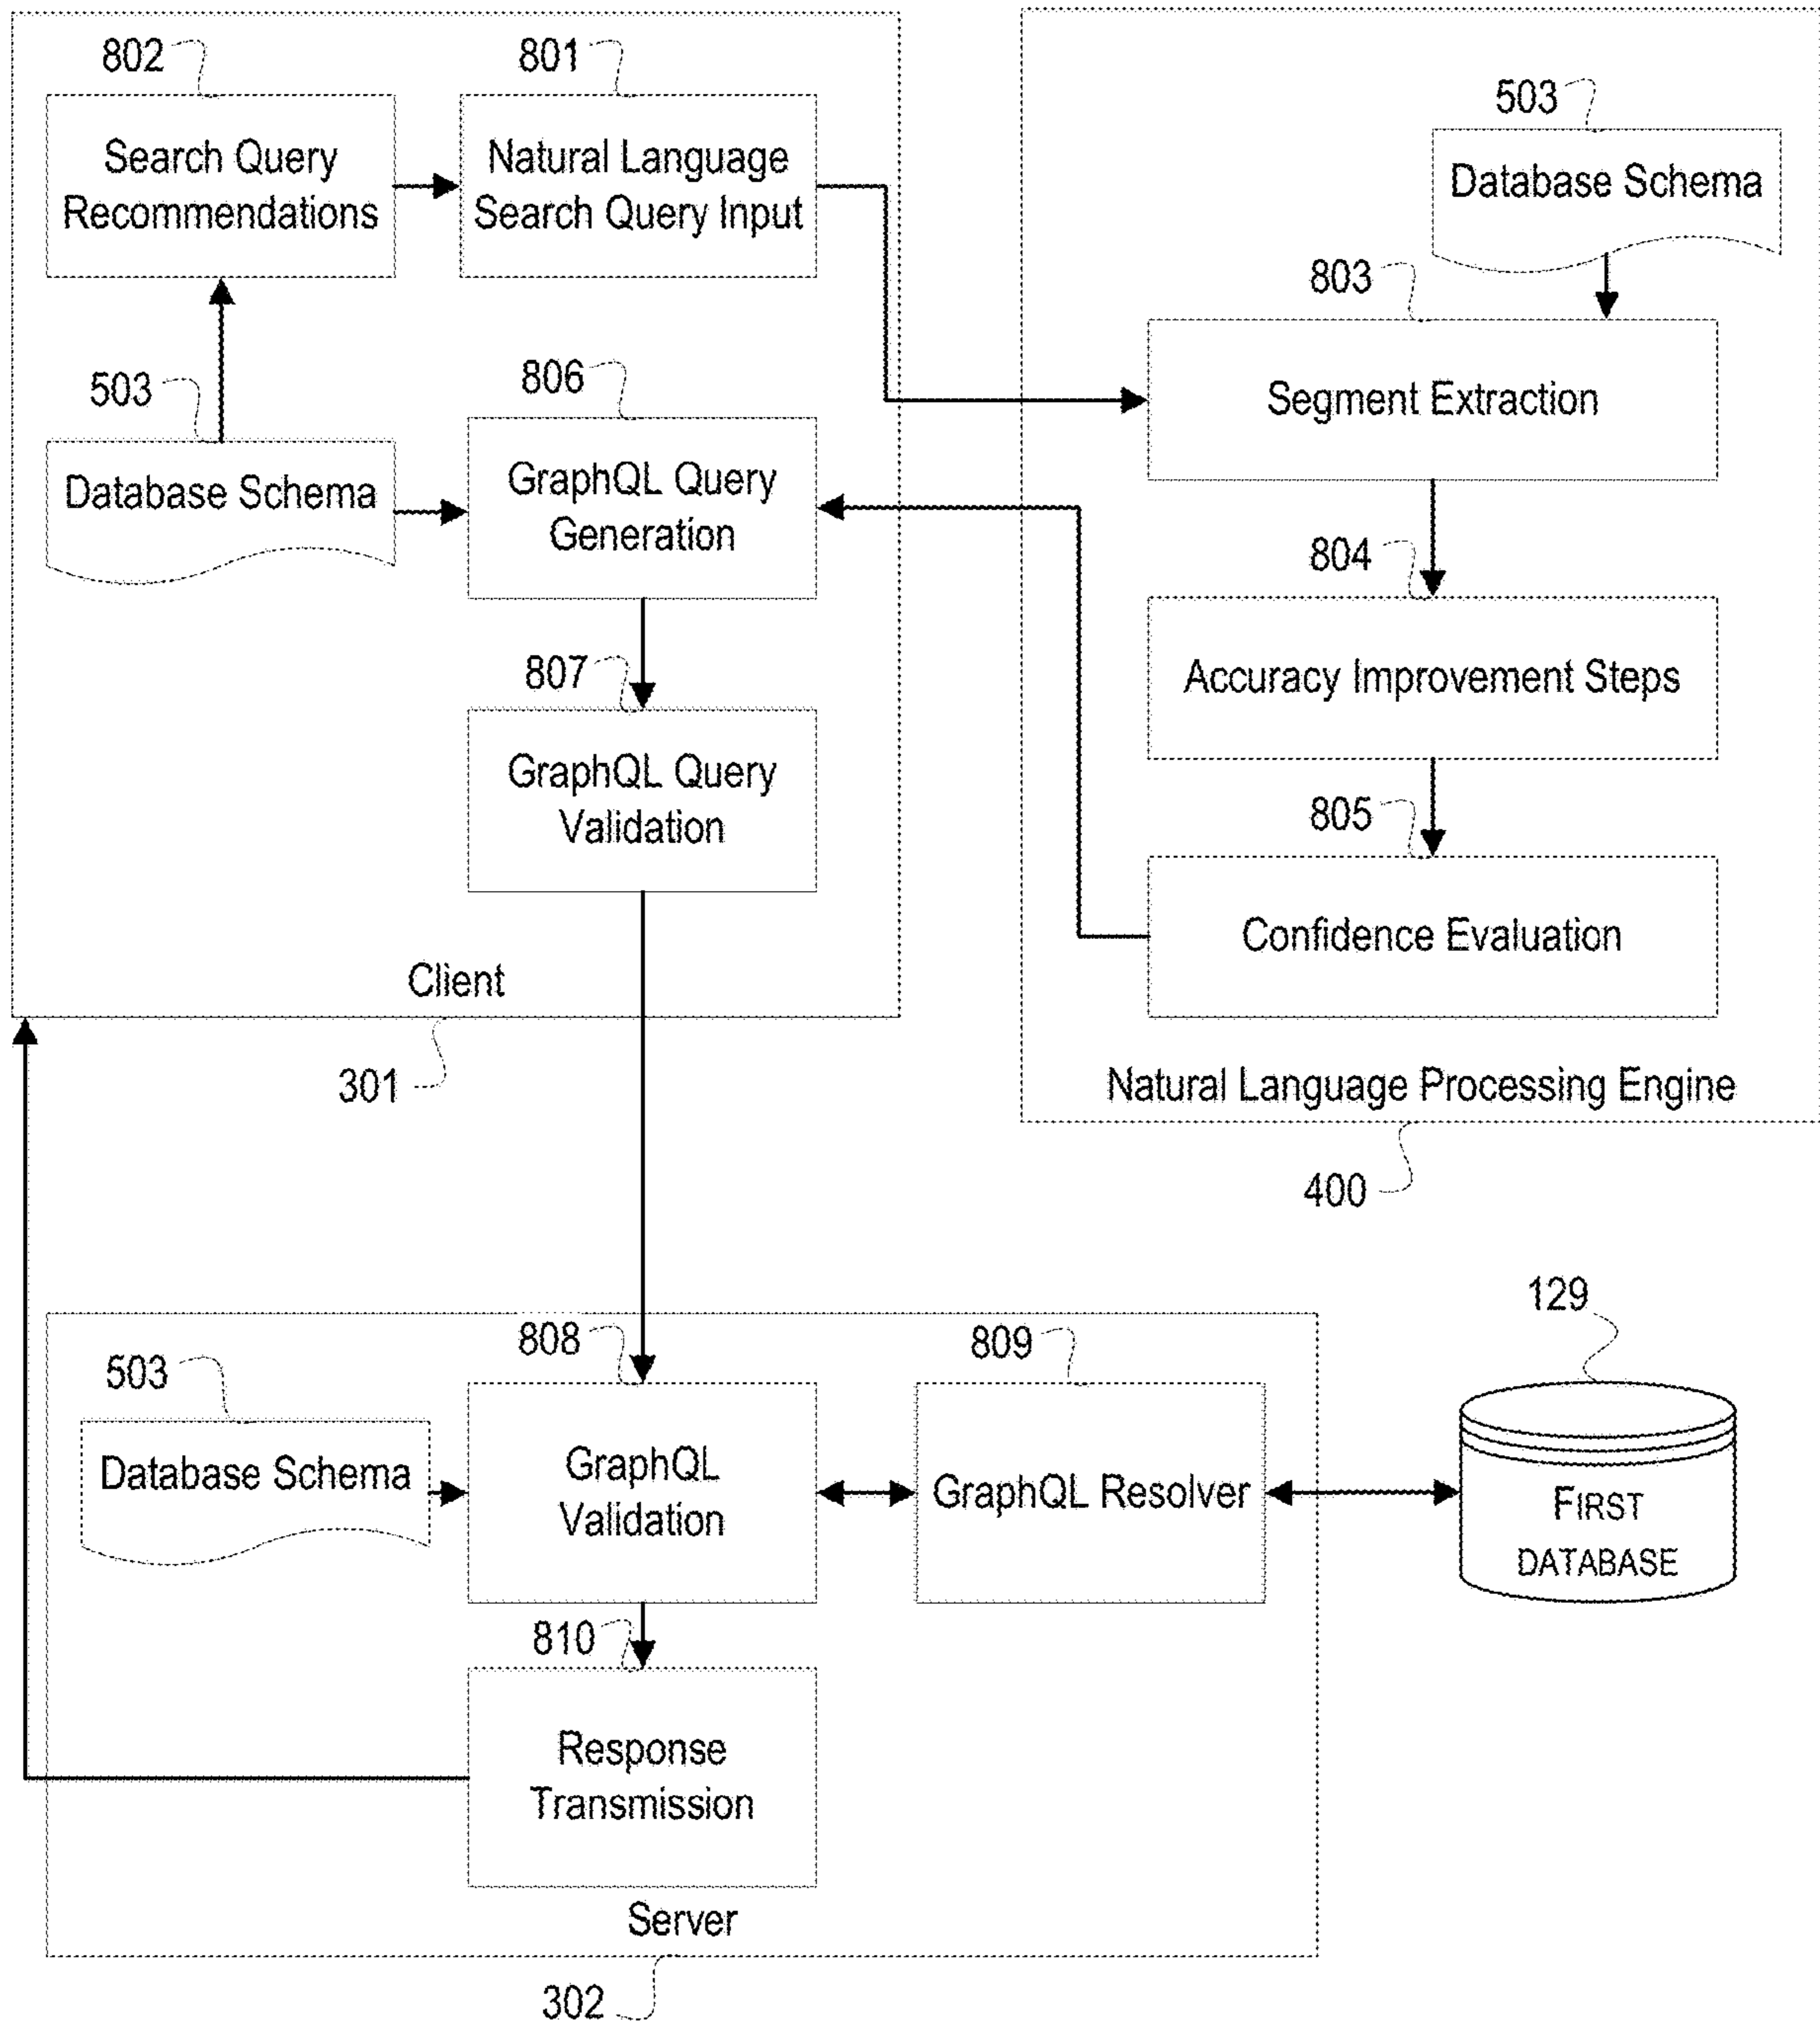 802
Search Query
Recommendations
801
Natural Language
Search Query Input
503
Database Schema
806
GraphQL Query
Generation
807
GraphQL Query
Validation
Client
301
503
Database Schema
803
Segment Extraction
804
Accuracy Improvement Steps
805
Confidence Evaluation
Natural Language Processing Engine
400
503
Database Schema
808
GraphQL
Validation
809
GraphQL Resolver
129
FIRST
DATABASE
810
Response
Transmission
Server
302